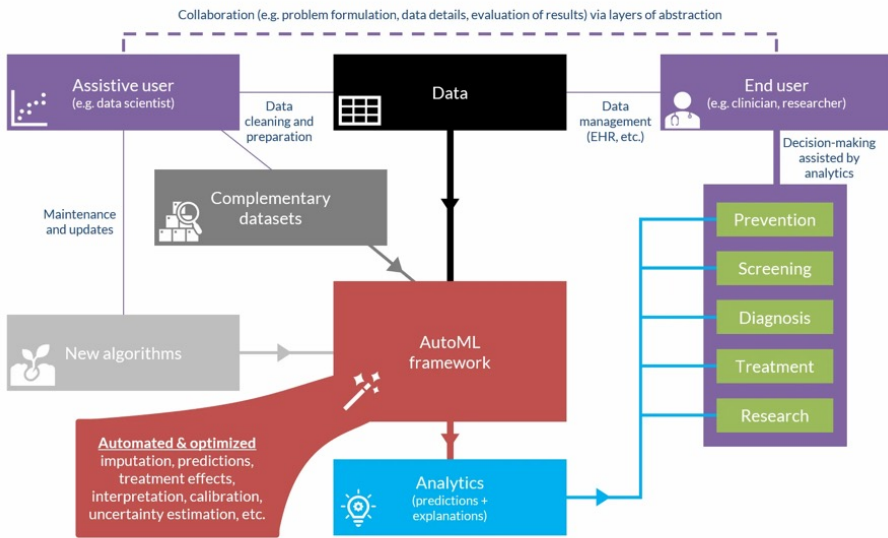 Collaboration (e.g. problem formulation, data details, evaluation of results) via layers of abstraction
Assistive user
(e.g. data scientist)
Data
cleaning and
preparation
Data
Data
management
(EHR, etc.)
End user
(e.g. clinician, researcher)
Decision-making
assisted by
analytics
Maintenance
and updates
Complementary
datasets
Prevention
Screening
Diagnosis
Treatment
Research
New algorithms
AutoML
framework
Automated & optimized
imputation, predictions,
treatment effects,
interpretation, calibration,
uncertainty estimation, etc.
Analytics
(predictions +
explanations)